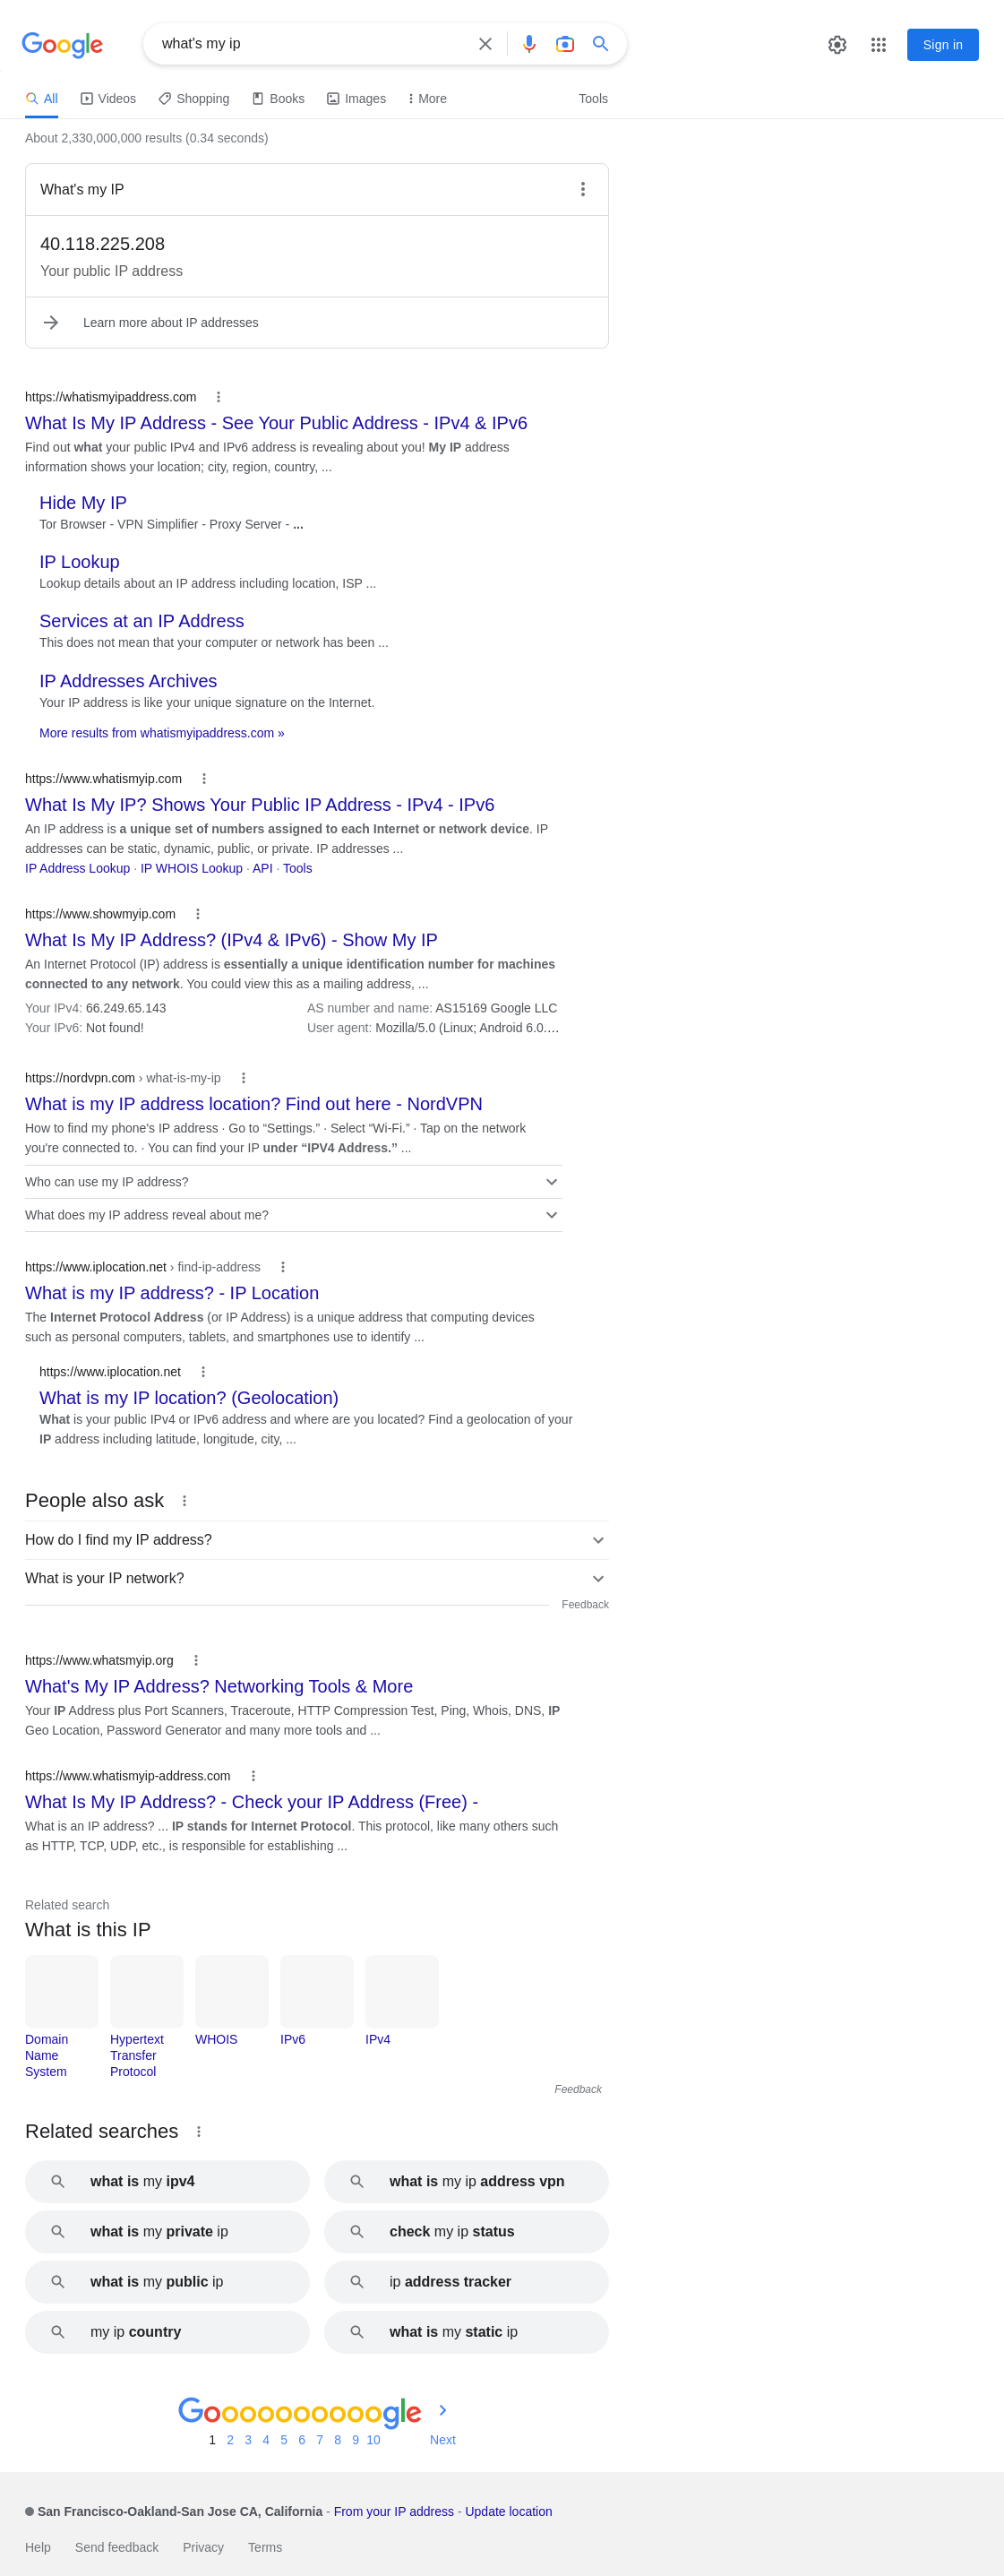 Google
what's my ip
Sign in
All
Videos
Shopping
Books
Images
More
Tools
About 2,330,000,000 results (0.34 seconds)
What's my IP
40.118.225.208
Your public IP address
Learn more about IP addresses
https://whatismyipaddress.com
What Is My IP Address - See Your Public Address - IPv4 & IPv6
Find out what your public IPv4 and IPv6 address is revealing about you! My IP address
information shows your location; city, region, country, ...
Hide My IP
Tor Browser - VPN Simplifier - Proxy Server - ...
IP Lookup
Lookup details about an IP address including location, ISP ...
Services at an IP Address
This does not mean that your computer or network has been ...
IP Addresses Archives
Your IP address is like your unique signature on the Internet.
More results from whatismyipaddress.com »
https://www.whatismyip.com
What Is My IP? Shows Your Public IP Address - IPv4 - IPv6
An IP address is a unique set of numbers assigned to each Internet or network device. IP
addresses can be static, dynamic, public, or private. IP addresses ...
IP Address Lookup · IP WHOIS Lookup · API · Tools
https://www.showmyip.com
What Is My IP Address? (IPv4 & IPv6) - Show My IP
An Internet Protocol (IP) address is essentially a unique identification number for machines
connected to any network. You could view this as a mailing address, ...
Your IPv4: 66.249.65.143
AS number and name: AS15169 Google LLC
Your IPv6: Not found!
User agent: Mozilla/5.0 (Linux; Android 6.0....
https://nordvpn.com › what-is-my-ip
What is my IP address location? Find out here - NordVPN
How to find my phone's IP address · Go to “Settings.” · Select “Wi-Fi.” · Tap on the network
you're connected to. · You can find your IP under “IPV4 Address.” ...
Who can use my IP address?
What does my IP address reveal about me?
https://www.iplocation.net › find-ip-address
What is my IP address? - IP Location
The Internet Protocol Address (or IP Address) is a unique address that computing devices
such as personal computers, tablets, and smartphones use to identify ...
https://www.iplocation.net
What is my IP location? (Geolocation)
What is your public IPv4 or IPv6 address and where are you located? Find a geolocation of your
IP address including latitude, longitude, city, ...
People also ask
How do I find my IP address?
What is your IP network?
Feedback
https://www.whatsmyip.org
What's My IP Address? Networking Tools & More
Your IP Address plus Port Scanners, Traceroute, HTTP Compression Test, Ping, Whois, DNS, IP
Geo Location, Password Generator and many more tools and ...
https://www.whatismyip-address.com
What Is My IP Address? - Check your IP Address (Free) -
What is an IP address? ... IP stands for Internet Protocol. This protocol, like many others such
as HTTP, TCP, UDP, etc., is responsible for establishing ...
Related search
What is this IP
Domain
Name
System
Hypertext
Transfer
Protocol
WHOIS
IPv6
IPv4
Feedback
Related searches
what is my ipv4
what is my ip address vpn
what is my private ip
check my ip status
what is my public ip
ip address tracker
my ip country
what is my static ip
Goooooooooogle
1 2 3 4 5 6 7 8 9 10 Next
San Francisco-Oakland-San Jose CA, California - From your IP address - Update location
Help Send feedback Privacy Terms